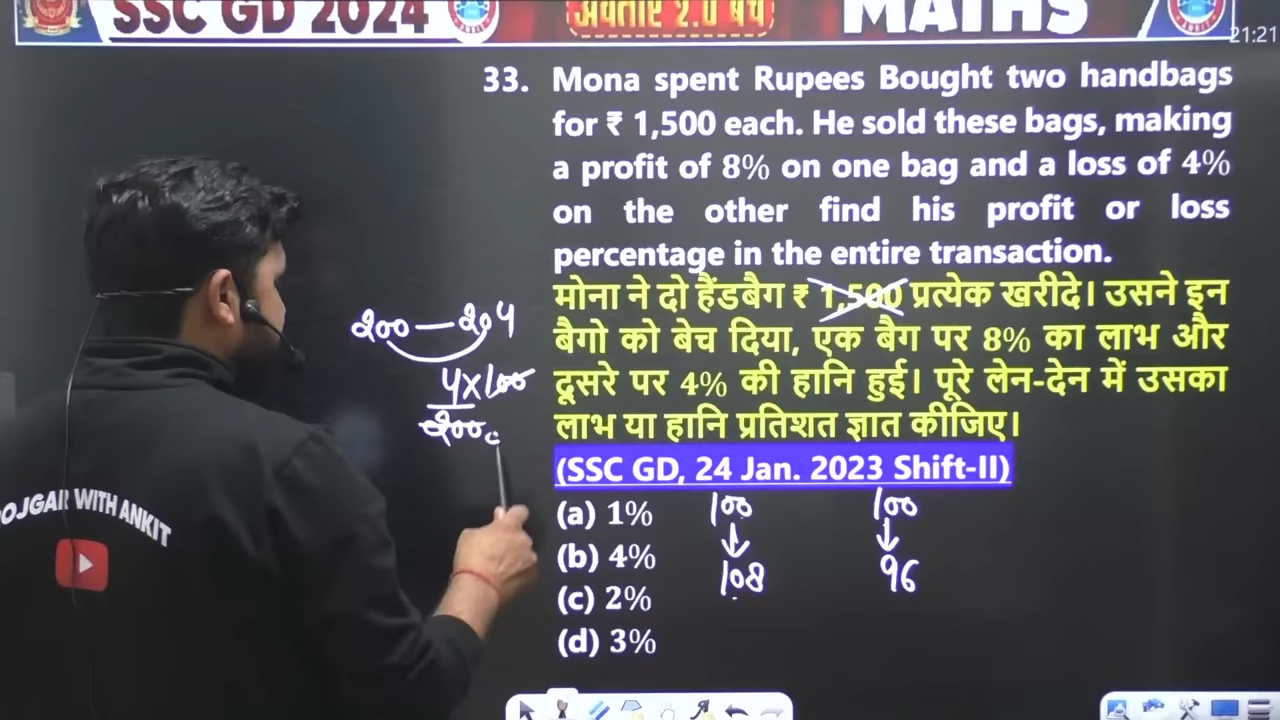 SSC GD 2024
अवतार 2.0 बैच
MATHS
21:21
33. Mona spent Rupees Bought two handbags
for ₹ 1,500 each. He sold these bags, making
a profit of 8% on one bag and a loss of 4%
on the other find his profit or loss
percentage in the entire transaction.
मोना ने दो हैंडबैग ₹ 1,500 प्रत्येक खरीदे। उसने इन
बैगो को बेच दिया, एक बैग पर 8% का लाभ और
दूसरे पर 4% की हानि हुई। पूरे लेन-देन में उसका
लाभ या हानि प्रतिशत ज्ञात कीजिए।
(SSC GD, 24 Jan. 2023 Shift-II)
(a) 1%
(b) 4%
(c) 2%
(d) 3%
200 — 204
4×100
200
100 100
108 96
OJGAR WITH ANKIT